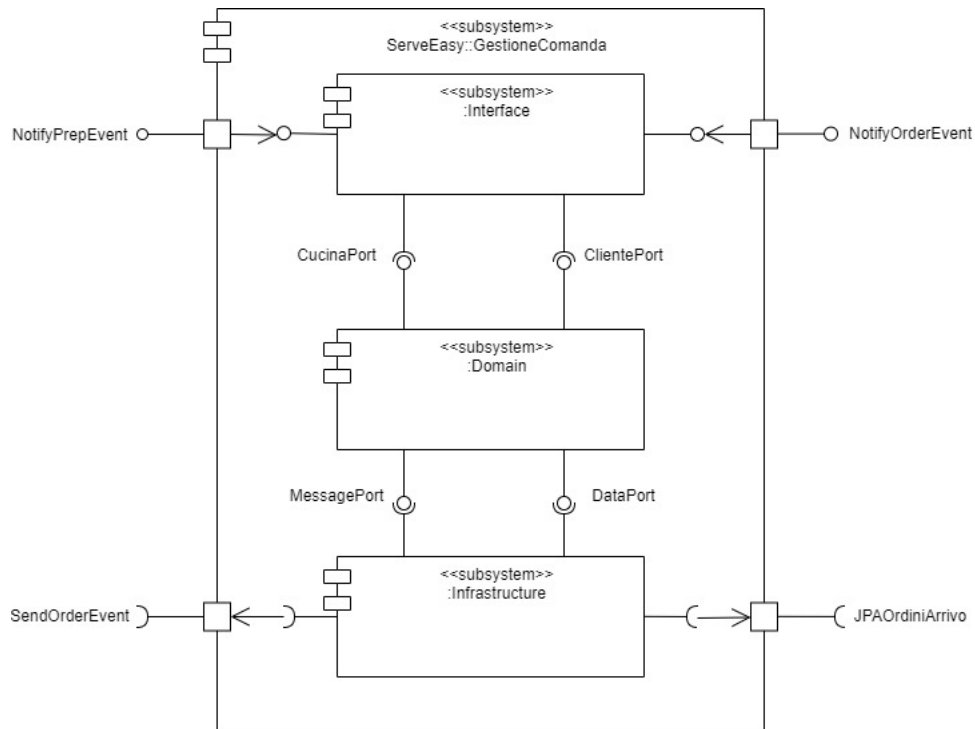 <<subsystem>>
ServeEasy::GestioneComanda
<<subsystem>>
:Interface
NotifyPrepEvent
NotifyOrderEvent
CucinaPort
ClientePort
<<subsystem>>
:Domain
MessagePort
DataPort
<<subsystem>>
:Infrastructure
SendOrderEvent
JPAOrdiniArrivo